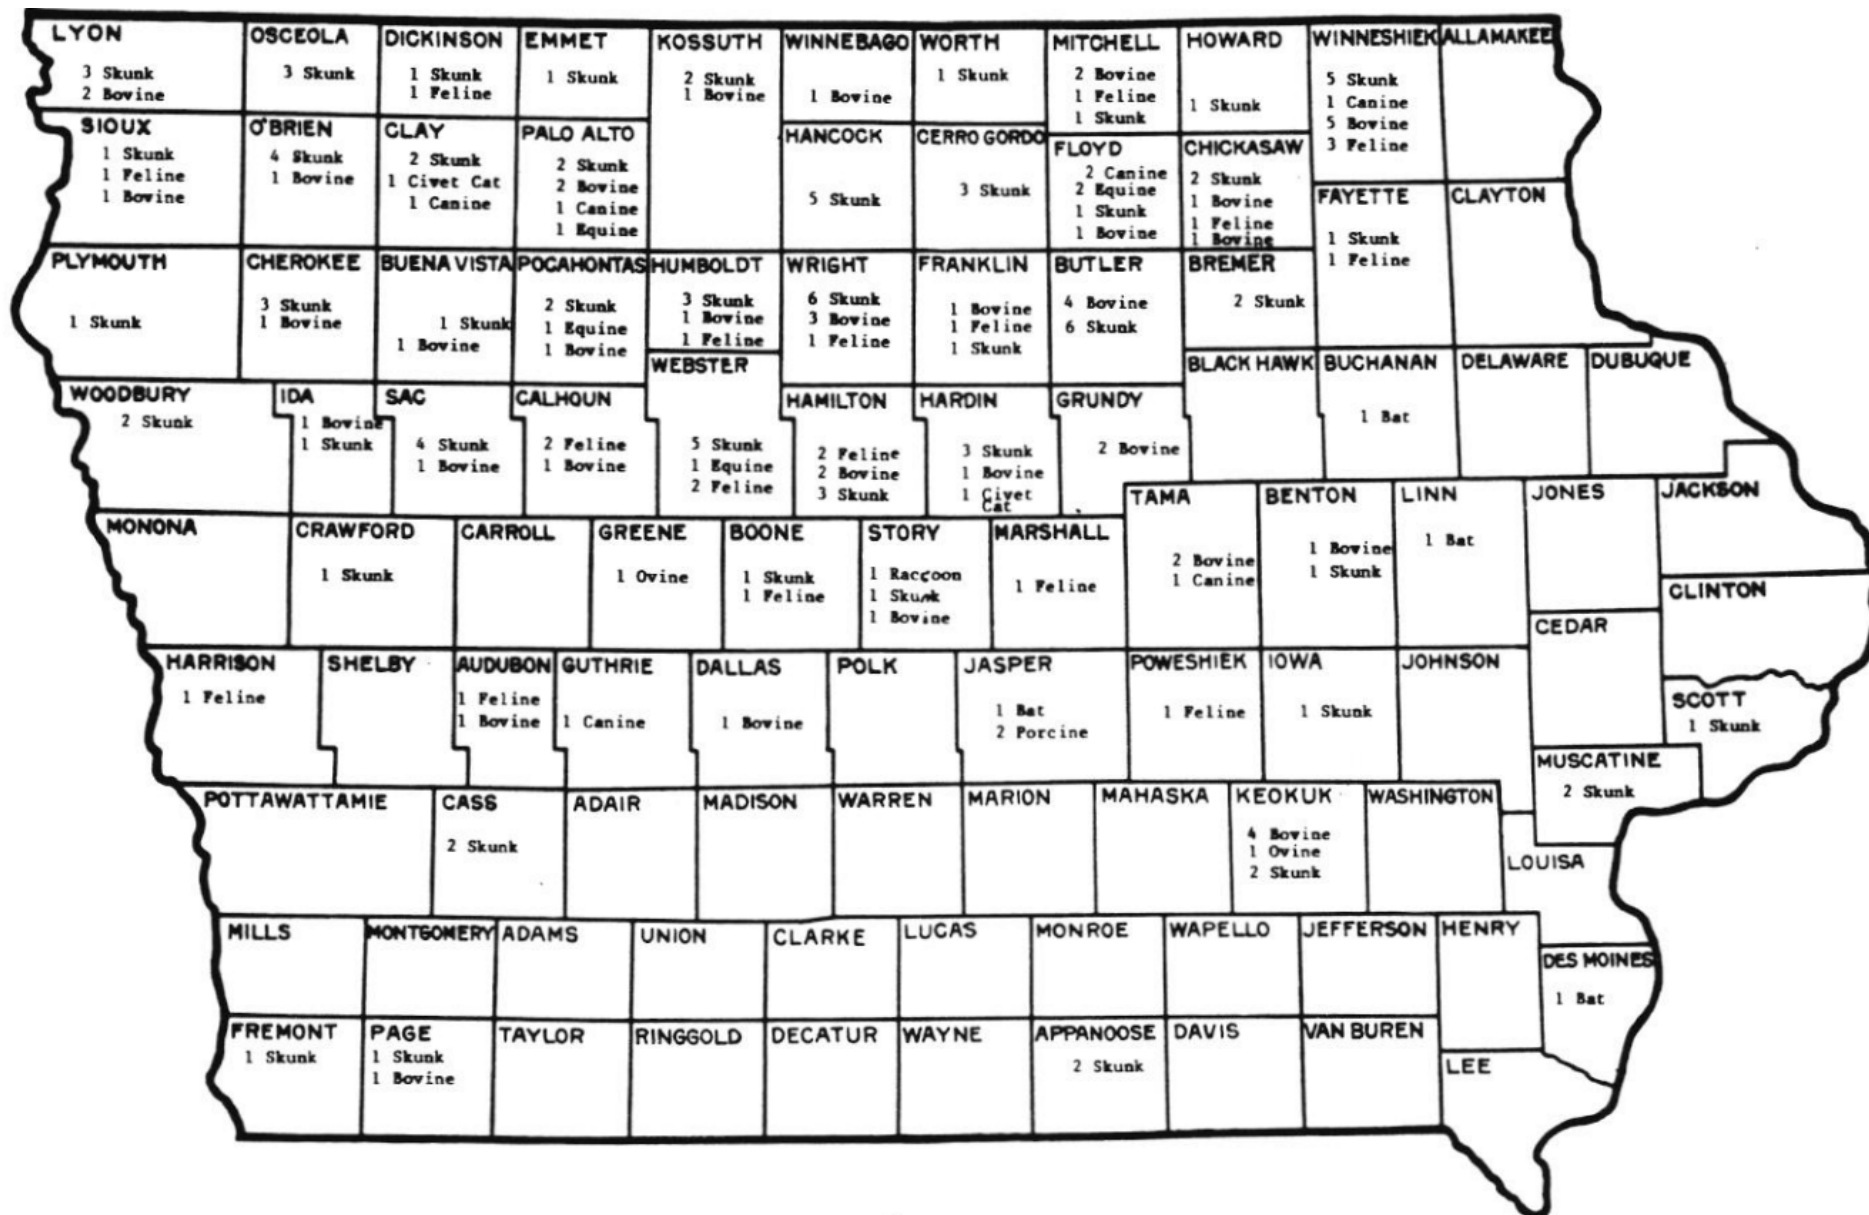 LYON
3 Skunk
2 Bovine
OSCEOLA
3 Skunk
DICKINSON
1 Skunk
1 Feline
EMMET
1 Skunk
KOSSUTH
2 Skunk
1 Bovine
WINNEBAGO
1 Bovine
WORTH
1 Skunk
MITCHELL
2 Bovine
1 Feline
1 Skunk
HOWARD
1 Skunk
WINNESHIEK
5 Skunk
1 Canine
5 Bovine
3 Feline
ALLAMAKEE
SIOUX
1 Skunk
1 Feline
1 Bovine
O'BRIEN
4 Skunk
1 Bovine
CLAY
2 Skunk
1 Civet Cat
1 Canine
PALO ALTO
2 Skunk
2 Bovine
1 Canine
1 Equine
HANCOCK
5 Skunk
CERRO GORDO
3 Skunk
FLOYD
2 Canine
2 Equine
1 Skunk
1 Bovine
CHICKASAW
2 Skunk
1 Bovine
1 Feline
1 Bovine
FAYETTE
1 Skunk
1 Feline
CLAYTON
PLYMOUTH
1 Skunk
CHEROKEE
3 Skunk
1 Bovine
BUENA VISTA
1 Skunk
1 Bovine
POCAHONTAS
2 Skunk
1 Equine
1 Bovine
HUMBOLDT
3 Skunk
1 Bovine
1 Feline
WRIGHT
6 Skunk
3 Bovine
1 Feline
FRANKLIN
1 Bovine
1 Feline
1 Skunk
BUTLER
4 Bovine
6 Skunk
BREMER
2 Skunk
WOODBURY
2 Skunk
IDA
1 Bovine
1 Skunk
SAC
4 Skunk
1 Bovine
CALHOUN
2 Feline
1 Bovine
WEBSTER
5 Skunk
1 Equine
2 Feline
HAMILTON
2 Feline
2 Bovine
3 Skunk
HARDIN
3 Skunk
1 Bovine
1 Civet
Cat
GRUNDY
2 Bovine
BLACK HAWK
BUCHANAN
1 Bat
DELAWARE
DUBUQUE
MONONA
CRAWFORD
1 Skunk
CARROLL
GREENE
1 Ovine
BOONE
1 Skunk
1 Feline
STORY
1 Raccoon
1 Skunk
1 Bovine
MARSHALL
1 Feline
TAMA
2 Bovine
1 Canine
BENTON
1 Bovine
1 Skunk
LINN
1 Bat
JONES
JACKSON
CLINTON
CEDAR
HARRISON
1 Feline
SHELBY
AUDUBON
1 Feline
1 Bovine
GUTHRIE
1 Canine
DALLAS
1 Bovine
POLK
JASPER
1 Bat
2 Porcine
POWESHIEK
1 Feline
IOWA
1 Skunk
JOHNSON
SCOTT
1 Skunk
MUSCATINE
2 Skunk
POTTAWATTAMIE
CASS
2 Skunk
ADAIR
MADISON
WARREN
MARION
MAHASKA
KEOKUK
4 Bovine
1 Ovine
2 Skunk
WASHINGTON
LOUISA
MILLS
MONTGOMERY
ADAMS
UNION
CLARKE
LUCAS
MONROE
WAPELLO
JEFFERSON
HENRY
DES MOINES
1 Bat
FREMONT
1 Skunk
PAGE
1 Skunk
1 Bovine
TAYLOR
RINGGOLD
DECATUR
WAYNE
APPANOOSE
2 Skunk
DAVIS
VAN BUREN
LEE